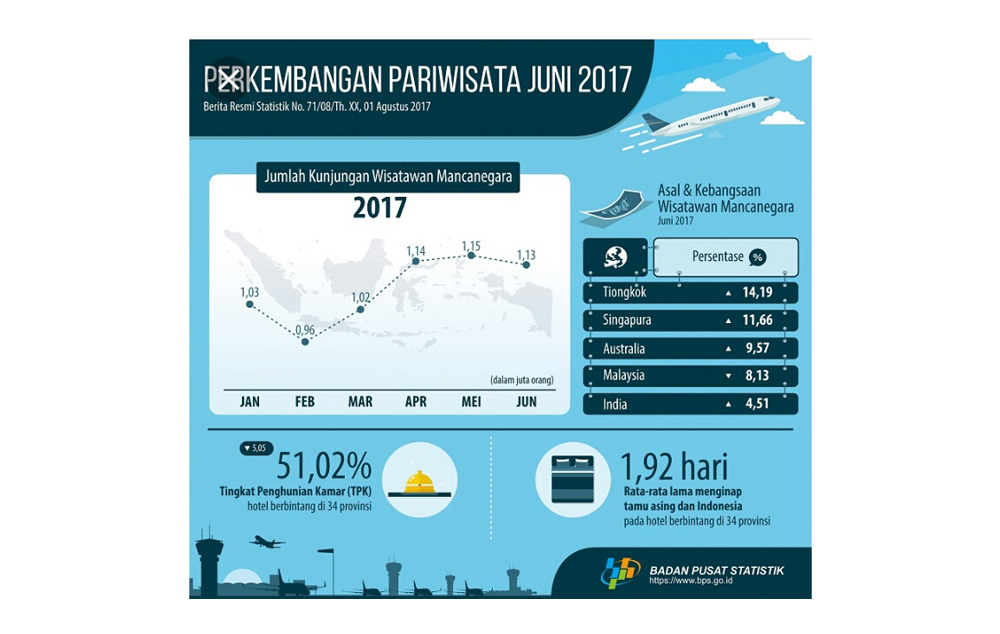 PERKEMBANGAN PARIWISATA JUNI 2017
Berita Resmi Statistik No. 71/08/Th. XX, 01 Agustus 2017
Jumlah Kunjungan Wisatawan Mancanegara
2017
1,03
0,96
1,02
1,14
1,15
1,13
(dalam juta orang)
JAN FEB MAR APR MEI JUN
Asal & Kebangsaan
Wisatawan Mancanegara
Juni 2017
Persentase %
Tiongkok ▲ 14,19
Singapura ▲ 11,66
Australia ▲ 9,57
Malaysia ▼ 8,13
India ▲ 4,51
▼ 5,05
51,02%
Tingkat Penghunian Kamar (TPK)
hotel berbintang di 34 provinsi
1,92 hari
Rata-rata lama menginap
tamu asing dan Indonesia
pada hotel berbintang di 34 provinsi
BADAN PUSAT STATISTIK
https://www.bps.go.id